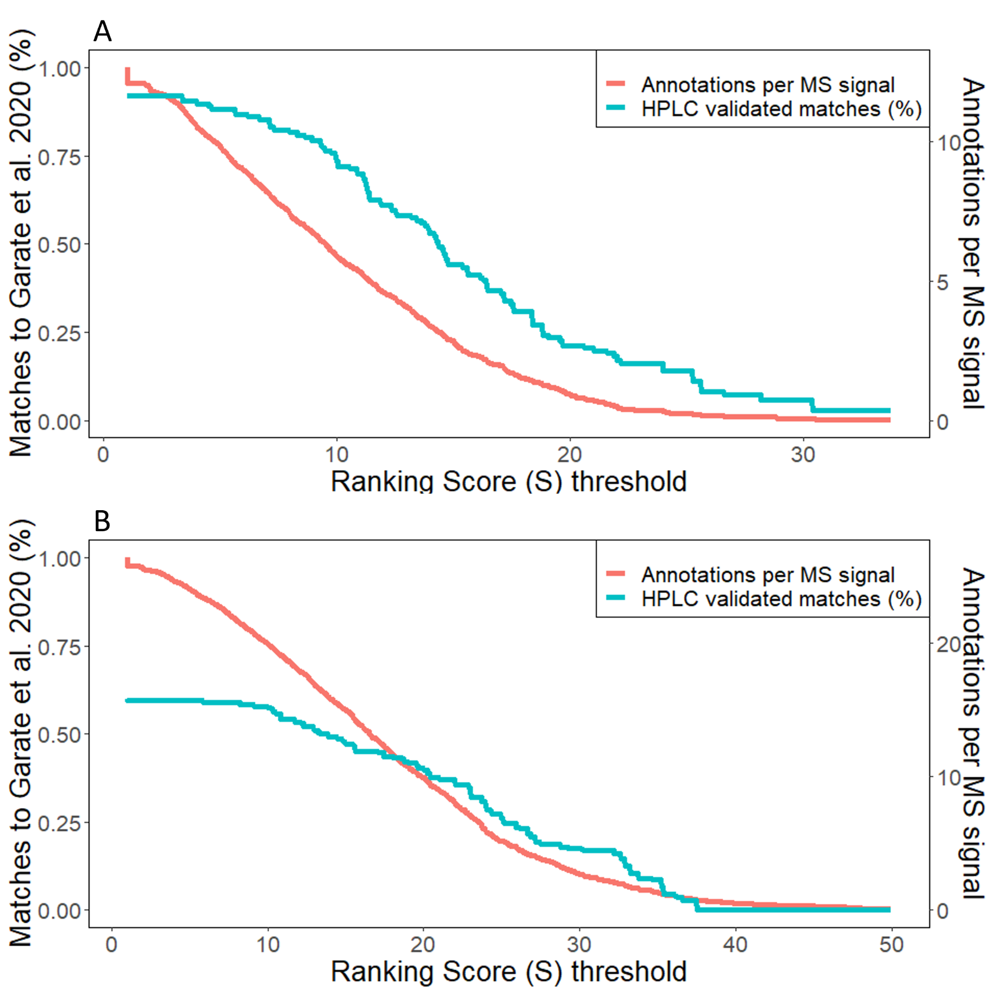 A
Matches to Garate et al. 2020 (%)
1.00
0.75
0.50
0.25
0.00
Annotations per MS signal
HPLC validated matches (%)
10
5
0
Annotations per MS signal
0
10
20
30
Ranking Score (S) threshold
B
Matches to Garate et al. 2020 (%)
1.00
0.75
0.50
0.25
0.00
Annotations per MS signal
HPLC validated matches (%)
20
10
0
Annotations per MS signal
0
10
20
30
40
50
Ranking Score (S) threshold